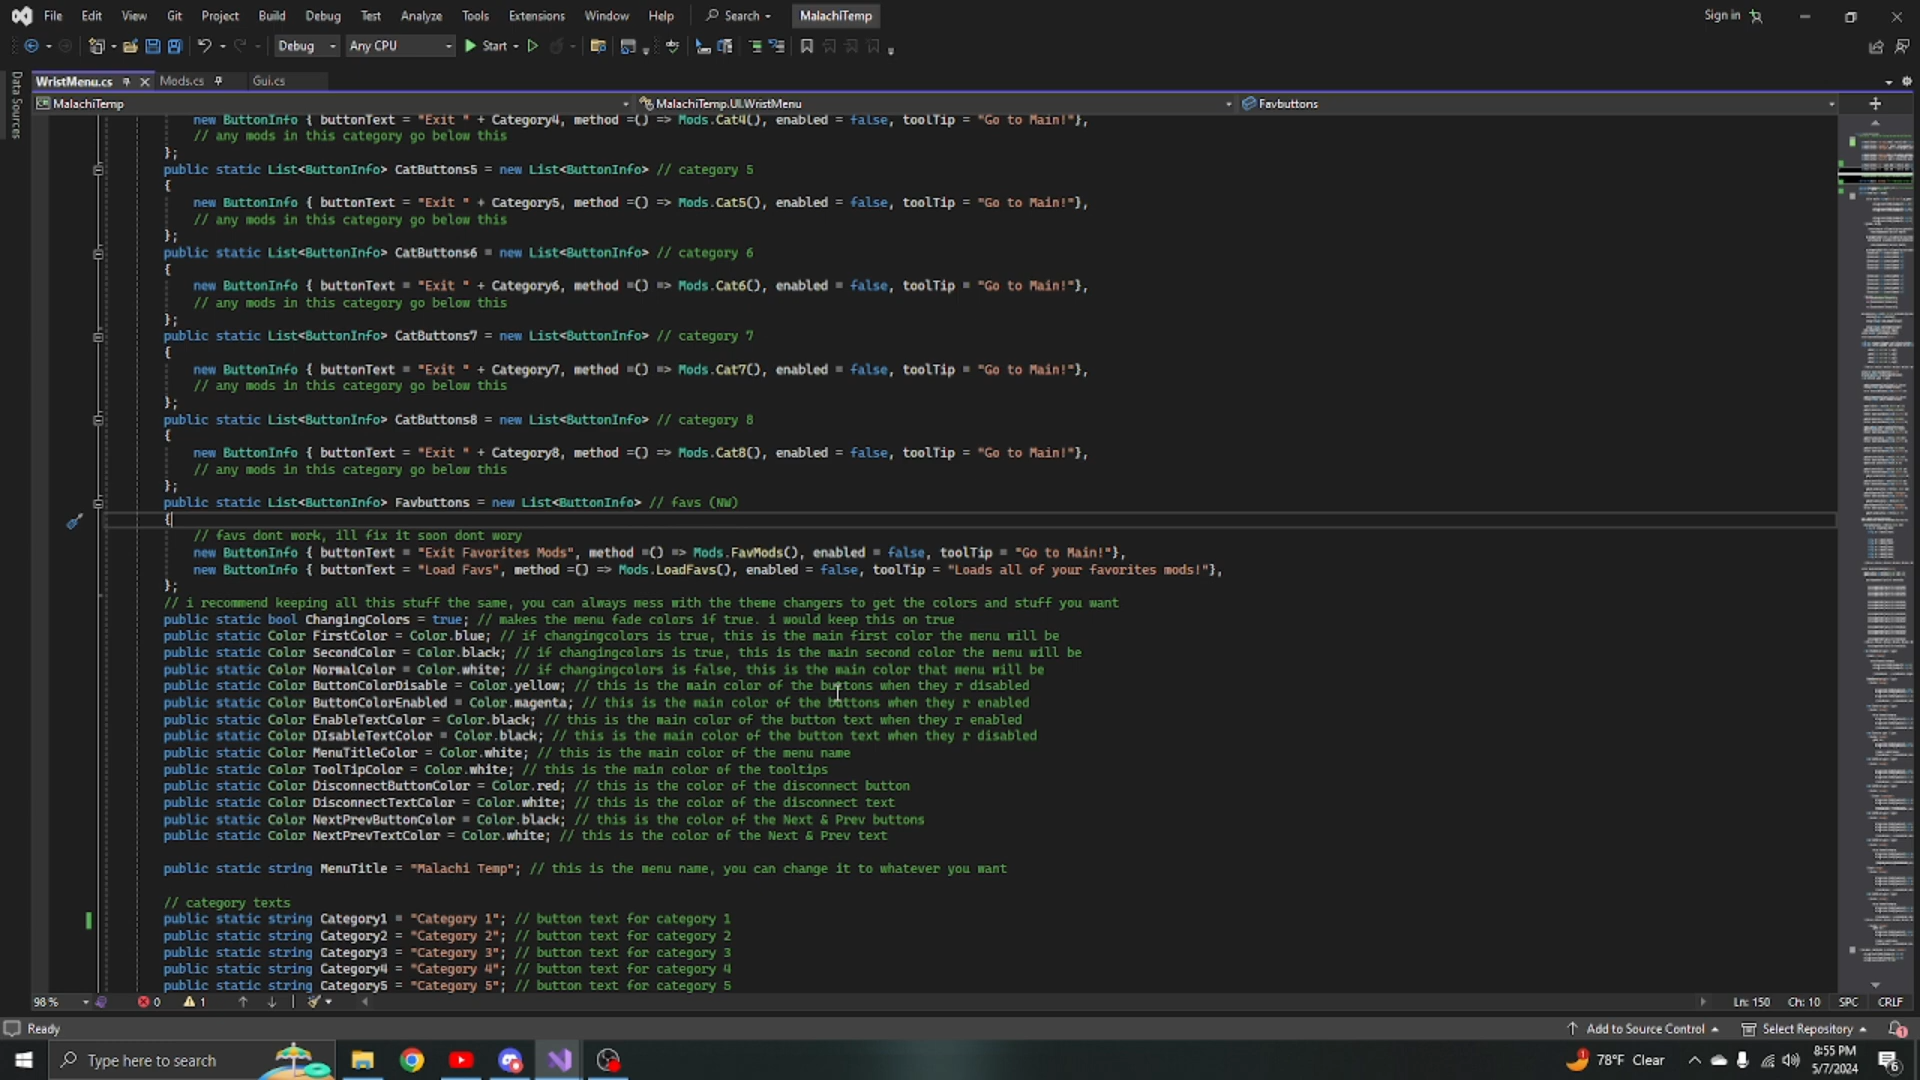 File Edit View Git Project Build Debug Test Analyze Tools Extensions Window Help Search MalachiTemp Sign in
Debug Any CPU Start
WristMenu.cs Mods.cs Gui.cs
Data Sources
MalachiTemp MalachiTemp.UI.WristMenu Favbuttons
new ButtonInfo { buttonText = "Exit " + Category4, method =() => Mods.Cat4(), enabled = false, toolTip = "Go to Main!"},
// any mods in this category go below this
};
public static List<ButtonInfo> CatButtons5 = new List<ButtonInfo> // category 5
{
new ButtonInfo { buttonText = "Exit " + Category5, method =() => Mods.Cat5(), enabled = false, toolTip = "Go to Main!"},
// any mods in this category go below this
};
public static List<ButtonInfo> CatButtons6 = new List<ButtonInfo> // category 6
{
new ButtonInfo { buttonText = "Exit " + Category6, method =() => Mods.Cat6(), enabled = false, toolTip = "Go to Main!"},
// any mods in this category go below this
};
public static List<ButtonInfo> CatButtons7 = new List<ButtonInfo> // category 7
{
new ButtonInfo { buttonText = "Exit " + Category7, method =() => Mods.Cat7(), enabled = false, toolTip = "Go to Main!"},
// any mods in this category go below this
};
public static List<ButtonInfo> CatButtons8 = new List<ButtonInfo> // category 8
{
new ButtonInfo { buttonText = "Exit " + Category8, method =() => Mods.Cat8(), enabled = false, toolTip = "Go to Main!"},
// any mods in this category go below this
};
public static List<ButtonInfo> Favbuttons = new List<ButtonInfo> // favs (NW)
{
// favs dont work, ill fix it soon dont wory
new ButtonInfo { buttonText = "Exit Favorites Mods", method =() => Mods.FavMods(), enabled = false, toolTip = "Go to Main!"},
new ButtonInfo { buttonText = "Load Favs", method =() => Mods.LoadFavs(), enabled = false, toolTip = "Loads all of your favorites mods!"},
};
// i recommend keeping all this stuff the same, you can always mess with the theme changers to get the colors and stuff you want
public static bool ChangingColors = true; // makes the menu fade colors if true. i would keep this on true
public static Color FirstColor = Color.blue; // if changingcolors is true, this is the main first color the menu will be
public static Color SecondColor = Color.black; // if changingcolors is true, this is the main second color the menu will be
public static Color NormalColor = Color.white; // if changingcolors is false, this is the main color that menu will be
public static Color ButtonColorDisable = Color.yellow; // this is the main color of the buttons when they r disabled
public static Color ButtonColorEnabled = Color.magenta; // this is the main color of the buttons when they r enabled
public static Color EnableTextColor = Color.black; // this is the main color of the button text when they r enabled
public static Color DIsableTextColor = Color.black; // this is the main color of the button text when they r disabled
public static Color MenuTitleColor = Color.white; // this is the main color of the menu name
public static Color ToolTipColor = Color.white; // this is the main color of the tooltips
public static Color DisconnectButtonColor = Color.red; // this is the color of the disconnect button
public static Color DisconnectTextColor = Color.white; // this is the color of the disconnect text
public static Color NextPrevButtonColor = Color.black; // this is the color of the Next & Prev buttons
public static Color NextPrevTextColor = Color.white; // this is the color of the Next & Prev text
public static string MenuTitle = "Malachi Temp"; // this is the menu name, you can change it to whatever you want
// category texts
public static string Category1 = "Category 1"; // button text for category 1
public static string Category2 = "Category 2"; // button text for category 2
public static string Category3 = "Category 3"; // button text for category 3
public static string Category4 = "Category 4"; // button text for category 4
public static string Category5 = "Category 5"; // button text for category 5
98 % 0 1 Ln: 150 Ch: 10 SPC CRLF
Ready Add to Source Control Select Repository 1
Type here to search 78°F Clear 8:55 PM
5/7/2024 6